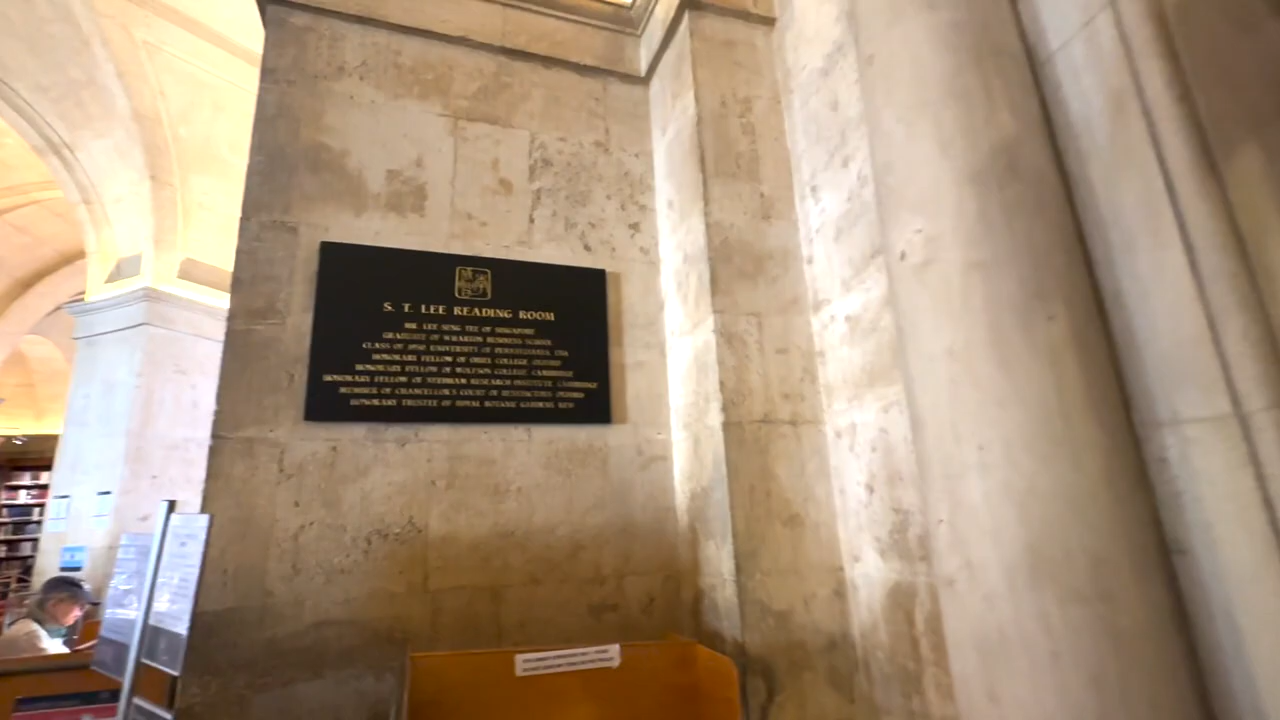 S. T. LEE READING ROOM
MR. LEE SENG TEE OF SINGAPORE
GRADUATE OF WHARTON BUSINESS SCHOOL
CLASS OF 1950 UNIVERSITY OF PENNSYLVANIA, USA
HONORARY FELLOW OF ORIEL COLLEGE, OXFORD
HONORARY FELLOW OF WOLFSON COLLEGE, CAMBRIDGE
HONORARY FELLOW OF NEEDHAM RESEARCH INSTITUTE, CAMBRIDGE
MEMBER OF CHANCELLOR'S COURT OF BENEFACTORS, OXFORD
HONORARY TRUSTEE OF ROYAL BOTANIC GARDENS, KEW